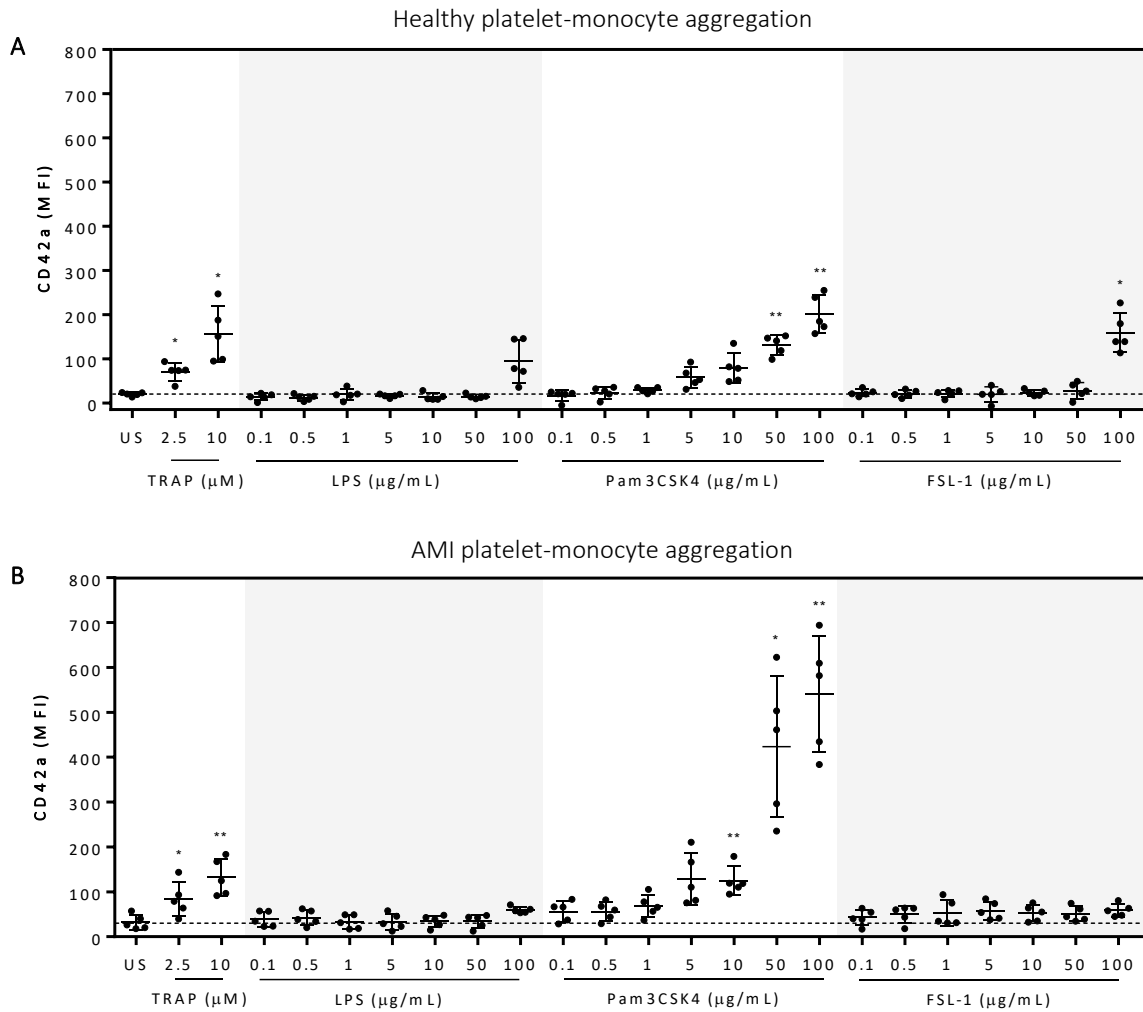 Healthy platelet-monocyte aggregation
A
800
700
600
500
400
300
200
100
0
CD42a (MFI)
* * ** ** *
US 2.5 10 0.1 0.5 1 5 10 50 100 0.1 0.5 1 5 10 50 100 0.1 0.5 1 5 10 50 100
TRAP (μM) LPS (μg/mL) Pam3CSK4 (μg/mL) FSL-1 (μg/mL)
AMI platelet-monocyte aggregation
B
800
700
600
500
400
300
200
100
0
CD42a (MFI)
* ** ** * **
US 2.5 10 0.1 0.5 1 5 10 50 100 0.1 0.5 1 5 10 50 100 0.1 0.5 1 5 10 50 100
TRAP (μM) LPS (μg/mL) Pam3CSK4 (μg/mL) FSL-1 (μg/mL)